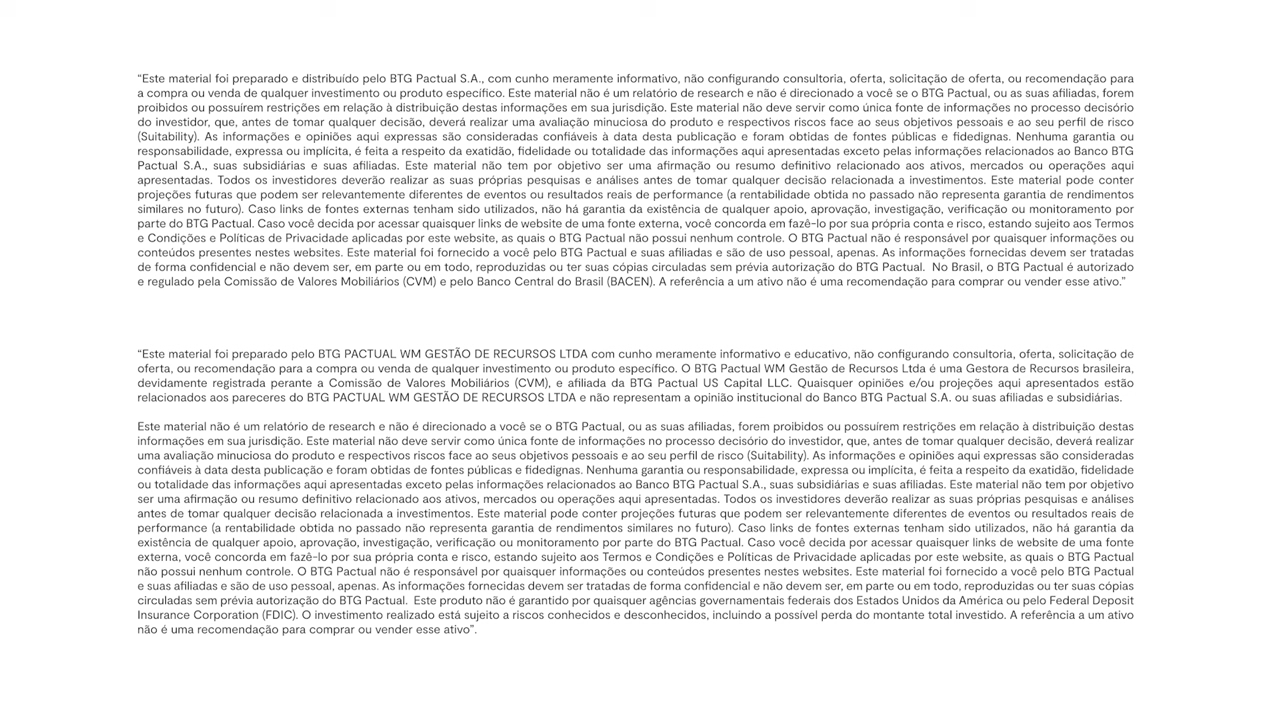 “Este material foi preparado e distribuído pelo BTG Pactual S.A., com cunho meramente informativo, não configurando consultoria, oferta, solicitação de oferta, ou recomendação para
a compra ou venda de qualquer investimento ou produto específico. Este material não é um relatório de research e não é direcionado a você se o BTG Pactual, ou as suas afiliadas, forem
proibidos ou possuírem restrições em relação à distribuição destas informações em sua jurisdição. Este material não deve servir como única fonte de informações no processo decisório
do investidor, que, antes de tomar qualquer decisão, deverá realizar uma avaliação minuciosa do produto e respectivos riscos face ao seus objetivos pessoais e ao seu perfil de risco
(Suitability). As informações e opiniões aqui expressas são consideradas confiáveis à data desta publicação e foram obtidas de fontes públicas e fidedignas. Nenhuma garantia ou
responsabilidade, expressa ou implícita, é feita a respeito da exatidão, fidelidade ou totalidade das informações aqui apresentadas exceto pelas informações relacionados ao Banco BTG
Pactual S.A., suas subsidiárias e suas afiliadas. Este material não tem por objetivo ser uma afirmação ou resumo definitivo relacionado aos ativos, mercados ou operações aqui
apresentadas. Todos os investidores deverão realizar as suas próprias pesquisas e análises antes de tomar qualquer decisão relacionada a investimentos. Este material pode conter
projeções futuras que podem ser relevantemente diferentes de eventos ou resultados reais de performance (a rentabilidade obtida no passado não representa garantia de rendimentos
similares no futuro). Caso links de fontes externas tenham sido utilizados, não há garantia da existência de qualquer apoio, aprovação, investigação, verificação ou monitoramento por
parte do BTG Pactual. Caso você decida por acessar quaisquer links de website de uma fonte externa, você concorda em fazê-lo por sua própria conta e risco, estando sujeito aos Termos
e Condições e Políticas de Privacidade aplicadas por este website, as quais o BTG Pactual não possui nenhum controle. O BTG Pactual não é responsável por quaisquer informações ou
conteúdos presentes nestes websites. Este material foi fornecido a você pelo BTG Pactual e suas afiliadas e são de uso pessoal, apenas. As informações fornecidas devem ser tratadas
de forma confidencial e não devem ser, em parte ou em todo, reproduzidas ou ter suas cópias circuladas sem prévia autorização do BTG Pactual.  No Brasil, o BTG Pactual é autorizado
e regulado pela Comissão de Valores Mobiliários (CVM) e pelo Banco Central do Brasil (BACEN). A referência a um ativo não é uma recomendação para comprar ou vender esse ativo.”
“Este material foi preparado pelo BTG PACTUAL WM GESTÃO DE RECURSOS LTDA com cunho meramente informativo e educativo, não configurando consultoria, oferta, solicitação de
oferta, ou recomendação para a compra ou venda de qualquer investimento ou produto específico. O BTG Pactual WM Gestão de Recursos Ltda é uma Gestora de Recursos brasileira,
devidamente registrada perante a Comissão de Valores Mobiliários (CVM), e afiliada da BTG Pactual US Capital LLC. Quaisquer opiniões e/ou projeções aqui apresentados estão
relacionados aos pareceres do BTG PACTUAL WM GESTÃO DE RECURSOS LTDA e não representam a opinião institucional do Banco BTG Pactual S.A. ou suas afiliadas e subsidiárias.
Este material não é um relatório de research e não é direcionado a você se o BTG Pactual, ou as suas afiliadas, forem proibidos ou possuírem restrições em relação à distribuição destas
informações em sua jurisdição. Este material não deve servir como única fonte de informações no processo decisório do investidor, que, antes de tomar qualquer decisão, deverá realizar
uma avaliação minuciosa do produto e respectivos riscos face ao seus objetivos pessoais e ao seu perfil de risco (Suitability). As informações e opiniões aqui expressas são consideradas
confiáveis à data desta publicação e foram obtidas de fontes públicas e fidedignas. Nenhuma garantia ou responsabilidade, expressa ou implícita, é feita a respeito da exatidão, fidelidade
ou totalidade das informações aqui apresentadas exceto pelas informações relacionados ao Banco BTG Pactual S.A., suas subsidiárias e suas afiliadas. Este material não tem por objetivo
ser uma afirmação ou resumo definitivo relacionado aos ativos, mercados ou operações aqui apresentadas. Todos os investidores deverão realizar as suas próprias pesquisas e análises
antes de tomar qualquer decisão relacionada a investimentos. Este material pode conter projeções futuras que podem ser relevantemente diferentes de eventos ou resultados reais de
performance (a rentabilidade obtida no passado não representa garantia de rendimentos similares no futuro). Caso links de fontes externas tenham sido utilizados, não há garantia da
existência de qualquer apoio, aprovação, investigação, verificação ou monitoramento por parte do BTG Pactual. Caso você decida por acessar quaisquer links de website de uma fonte
externa, você concorda em fazê-lo por sua própria conta e risco, estando sujeito aos Termos e Condições e Políticas de Privacidade aplicadas por este website, as quais o BTG Pactual
não possui nenhum controle. O BTG Pactual não é responsável por quaisquer informações ou conteúdos presentes nestes websites. Este material foi fornecido a você pelo BTG Pactual
e suas afiliadas e são de uso pessoal, apenas. As informações fornecidas devem ser tratadas de forma confidencial e não devem ser, em parte ou em todo, reproduzidas ou ter suas cópias
circuladas sem prévia autorização do BTG Pactual.  Este produto não é garantido por quaisquer agências governamentais federais dos Estados Unidos da América ou pelo Federal Deposit
Insurance Corporation (FDIC). O investimento realizado está sujeito a riscos conhecidos e desconhecidos, incluindo a possível perda do montante total investido. A referência a um ativo
não é uma recomendação para comprar ou vender esse ativo”.